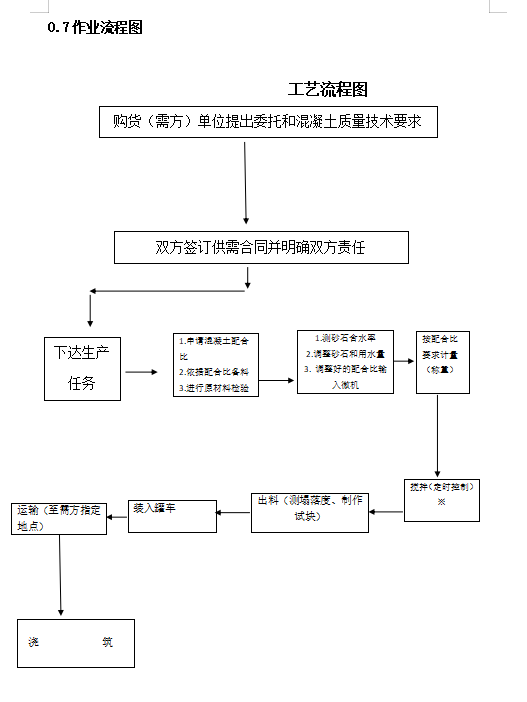 0.7作业流程图
工艺流程图
购货（需方）单位提出委托和混凝土质量技术要求
双方签订供需合同并明确双方责任
下达生产
任务
1.申请混凝土配合
比
2.依据配合比备料
3.进行原材料检验
1.测砂石含水率
2.调整砂石和用水量
3. 调整好的配合比输
入微机
按配合比
要求计量
（称重）
搅拌（定时控制）
※
出料（测塌落度、制作
试块）
装入罐车
运输（至需方指定
地点）
浇 筑